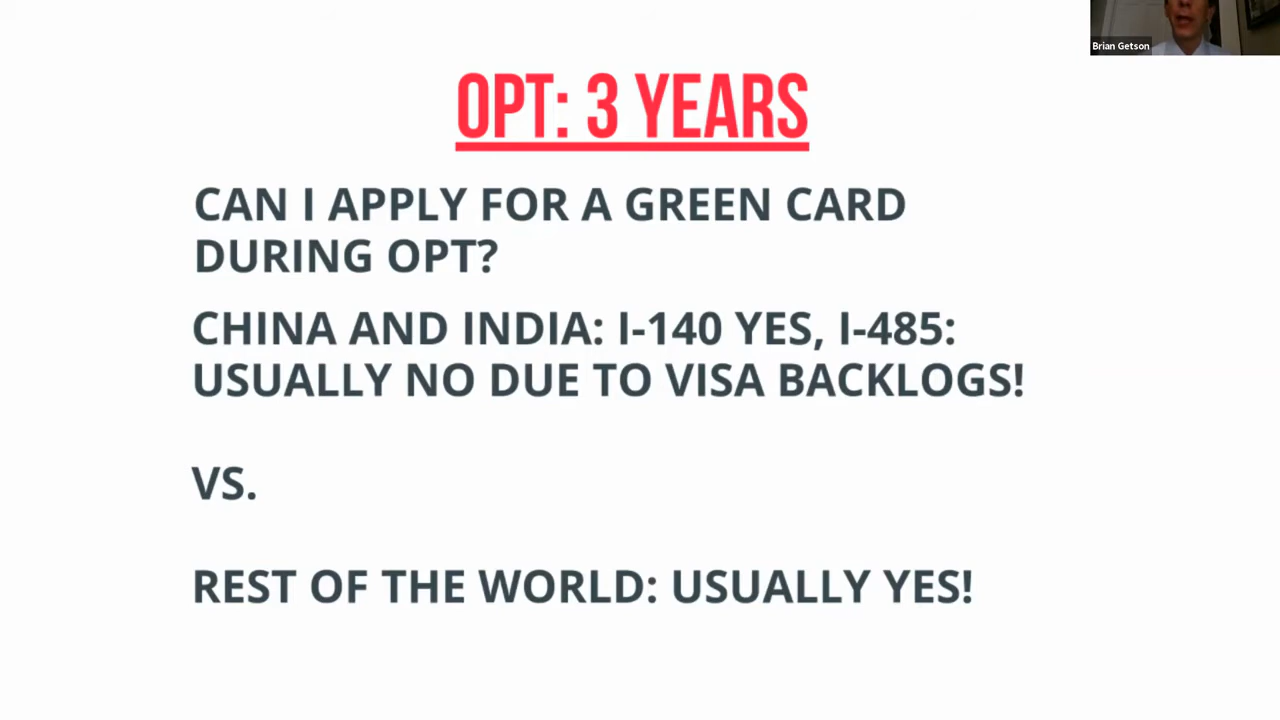 Brian Getson
OPT: 3 YEARS
CAN I APPLY FOR A GREEN CARD
DURING OPT?
CHINA AND INDIA: I-140 YES, I-485:
USUALLY NO DUE TO VISA BACKLOGS!
VS.
REST OF THE WORLD: USUALLY YES!